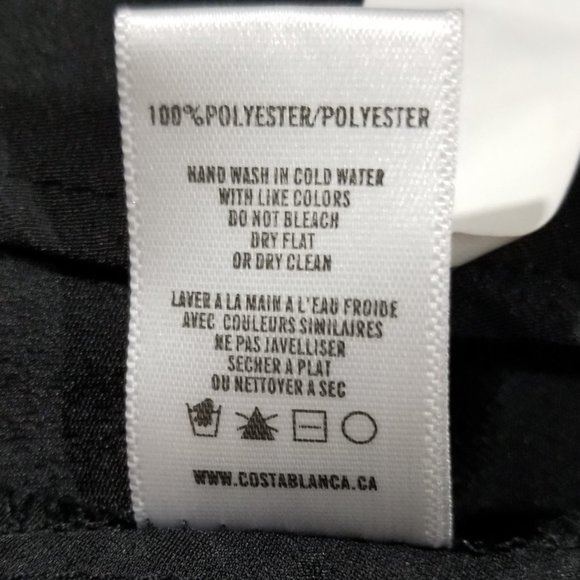 100%POLYESTER/POLYESTER
HAND WASH IN COLD WATER
WITH LIKE COLORS
DO NOT BLEACH
DRY FLAT
OR DRY CLEAN
LAVER A LA MAIN A L'EAU FROIDE
AVEC COULEURS SIMILAIRES
NE PAS JAVELLISER
SECHER A PLAT
OU NETTOYER A SEC
WWW.COSTABLANCA.CA